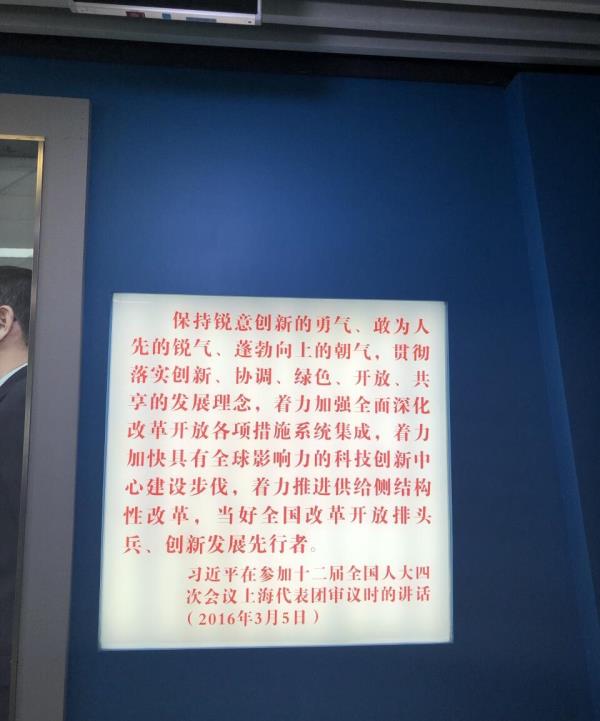 保持锐意创新的勇气、敢为人
先的锐气、蓬勃向上的朝气，贯彻
落实创新、协调、绿色、开放、共
享的发展理念，着力加强全面深化
改革开放各项措施系统集成，着力
加快具有全球影响力的科技创新中
心建设步伐，着力推进供给侧结构
性改革，当好全国改革开放排头
兵、创新发展先行者。
习近平在参加十二届全国人大四
次会议上海代表团审议时的讲话
（2016年3月5日）